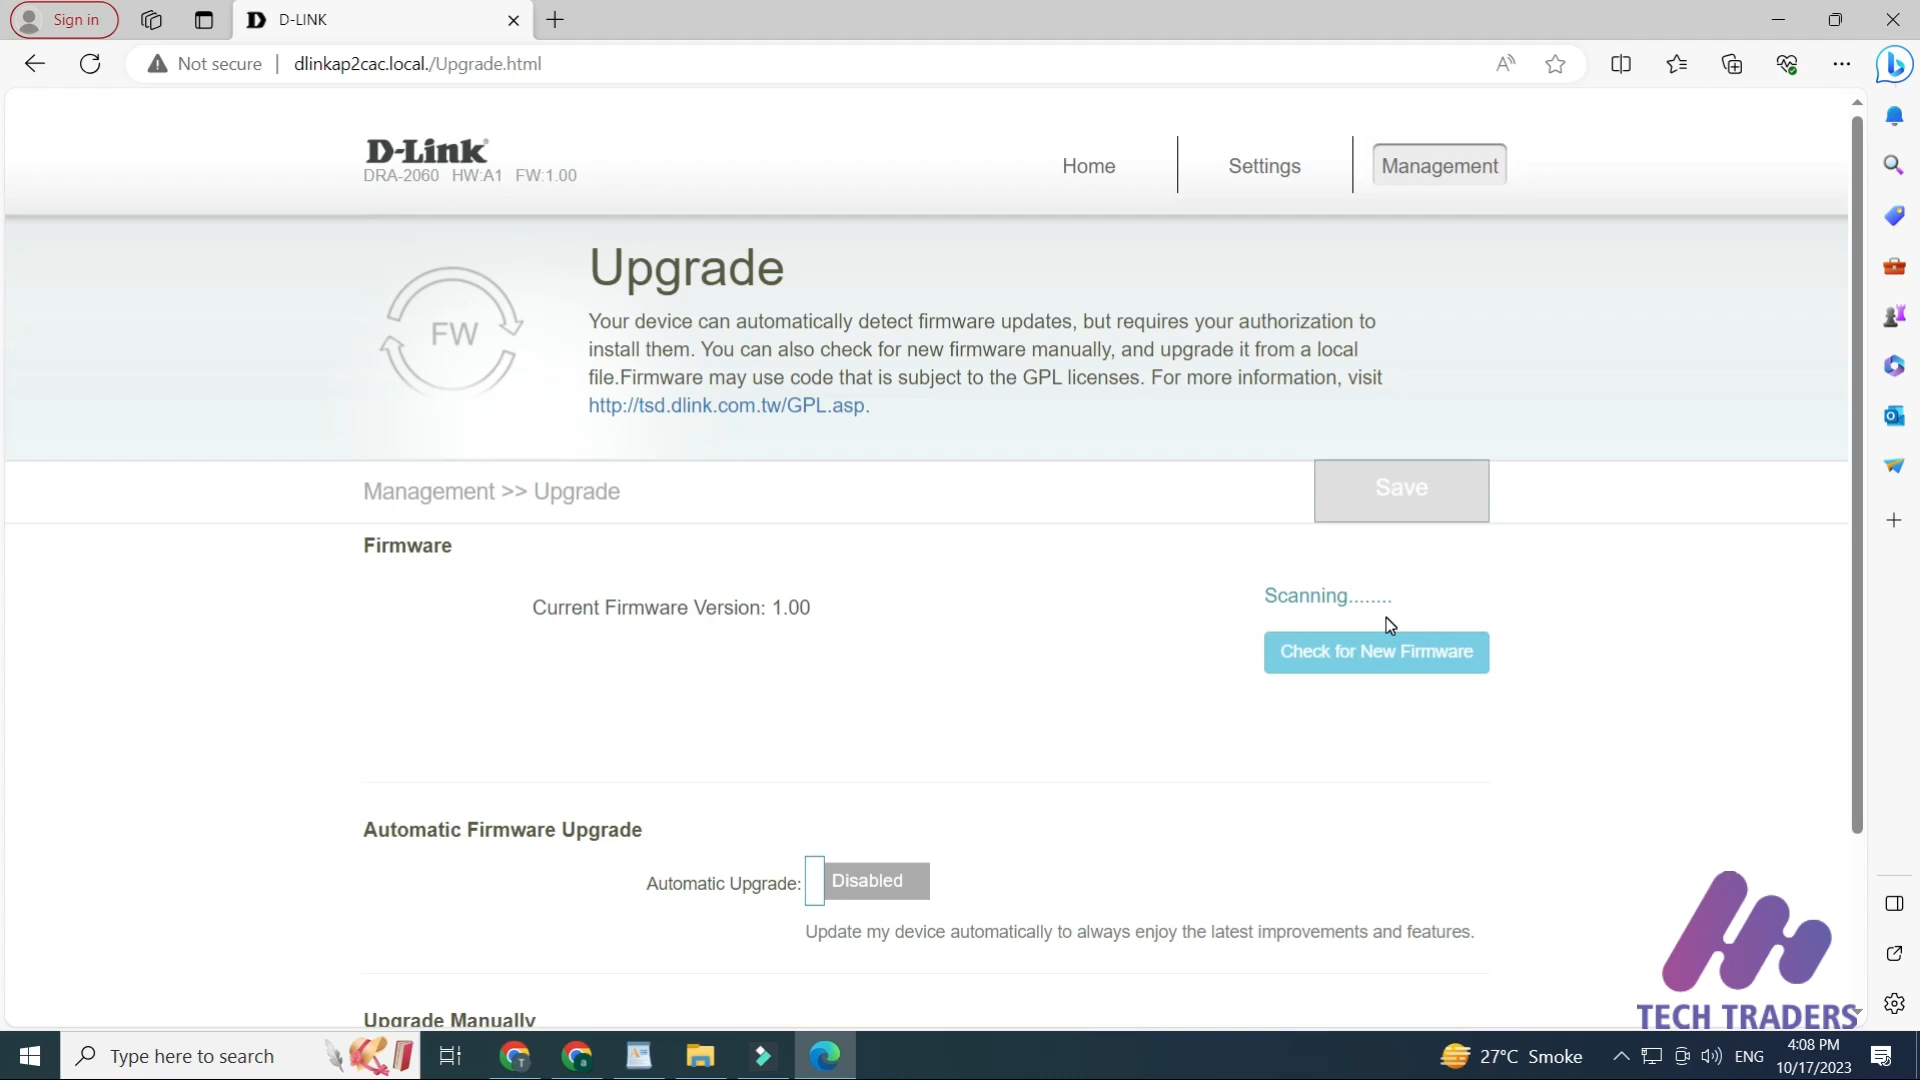 Sign in
D-LINK
Not secure
dlinkap2cac.local./Upgrade.html
D-Link
DRA-2060 HW:A1 FW:1.00
Home
Settings
Management
FW
Upgrade
Your device can automatically detect firmware updates, but requires your authorization to
install them. You can also check for new firmware manually, and upgrade it from a local
file.Firmware may use code that is subject to the GPL licenses. For more information, visit
http://tsd.dlink.com.tw/GPL.asp.
Management >> Upgrade
Save
Firmware
Current Firmware Version: 1.00
Scanning........
Check for New Firmware
Automatic Firmware Upgrade
Automatic Upgrade:
Disabled
Update my device automatically to always enjoy the latest improvements and features.
Upgrade Manually
TECH TRADERS
Type here to search
27°C Smoke
ENG
4:08 PM
10/17/2023